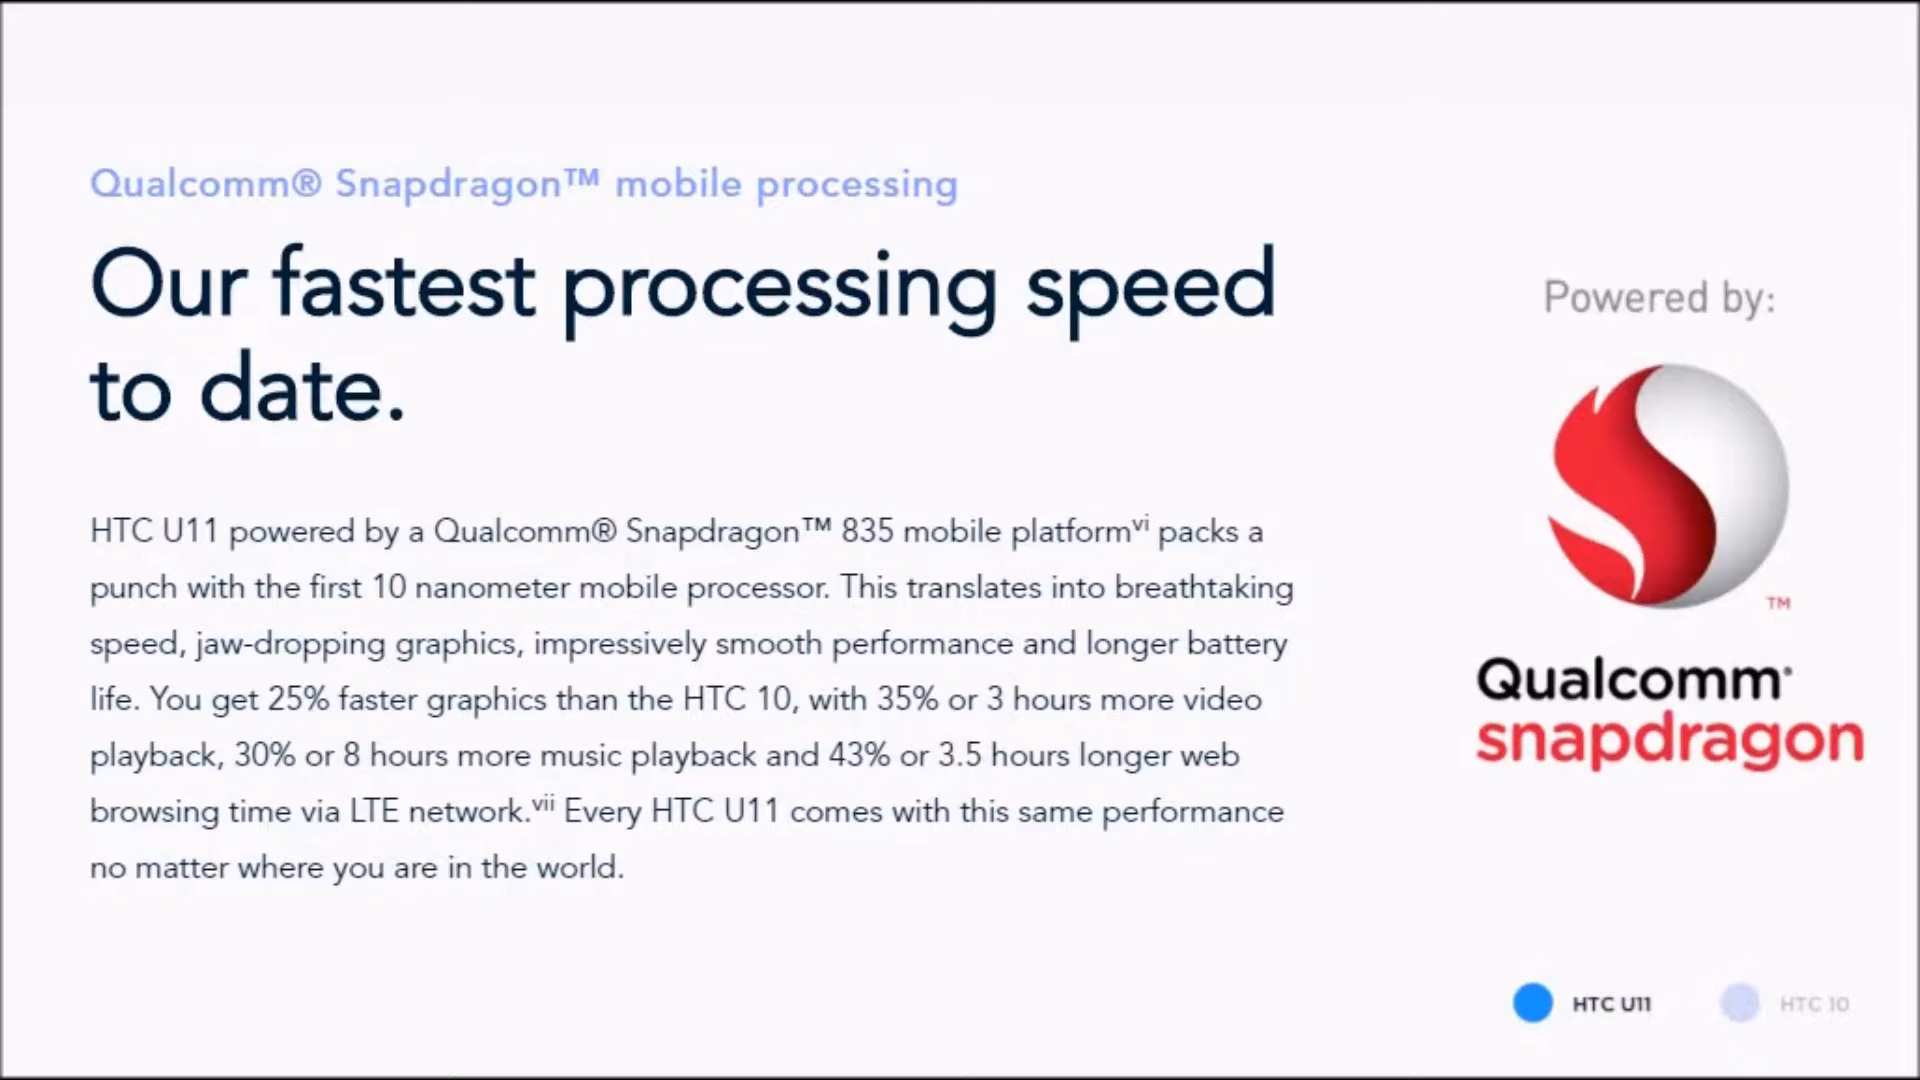 Qualcomm® Snapdragon™ mobile processing
Our fastest processing speed
to date.
HTC U11 powered by a Qualcomm® Snapdragon™ 835 mobile platformvi packs a
punch with the first 10 nanometer mobile processor. This translates into breathtaking
speed, jaw-dropping graphics, impressively smooth performance and longer battery
life. You get 25% faster graphics than the HTC 10, with 35% or 3 hours more video
playback, 30% or 8 hours more music playback and 43% or 3.5 hours longer web
browsing time via LTE network.vii Every HTC U11 comes with this same performance
no matter where you are in the world.
Powered by:
™
Qualcomm®
snapdragon
HTC U11
HTC 10